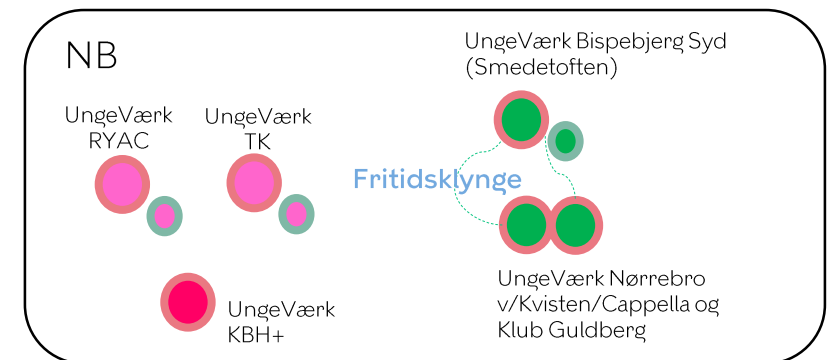 NB
UngeVærk Bispebjerg Syd
(Smedetoften)
UngeVærk
RYAC
UngeVærk
TK
Fritidsklynge
UngeVærk Nørrebro
v/Kvisten/Cappella og
Klub Guldberg
UngeVærk
KBH+